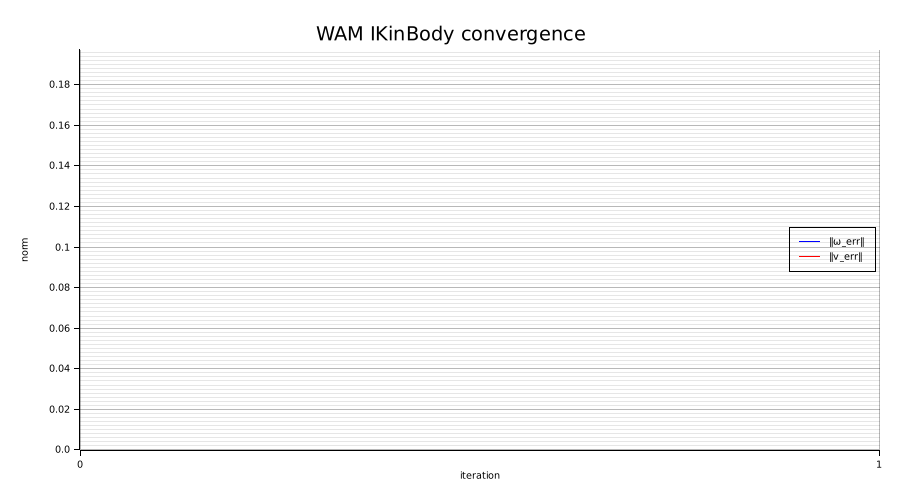 WAM IKinBody convergence
0.18
0.16
0.14
0.12
0.1
0.08
0.06
0.04
0.02
0.0
norm
‖ω_err‖
‖v_err‖
0
1
iteration